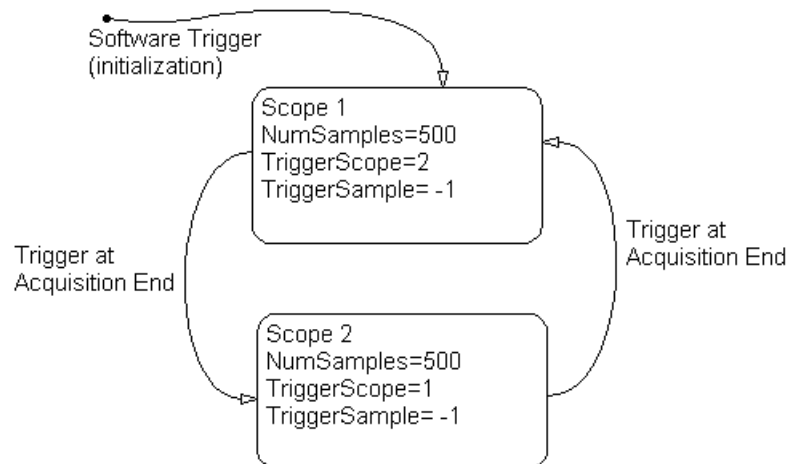 Software Trigger
(initialization)
Scope 1
NumSamples=500
TriggerScope=2
TriggerSample= -1
Trigger at
Acquisition End
Trigger at
Acquisition End
Scope 2
NumSamples=500
TriggerScope=1
TriggerSample= -1